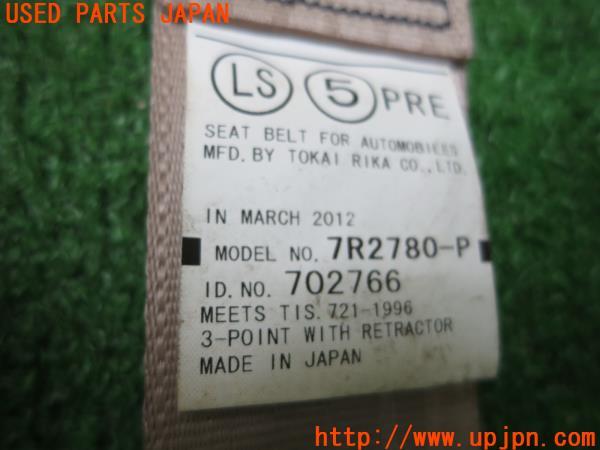 USED PARTS JAPAN
LS 5 PRE
SEAT BELT FOR AUTOMOBILES
MFD. BY TOKAI RIKA CO., LTD.
IN MARCH 2012
MODEL NO. 7R2780-P
ID. NO. 702766
MEETS TIS. 721-1996
3-POINT WITH RETRACTOR
MADE IN JAPAN
http://www.upjpn.com